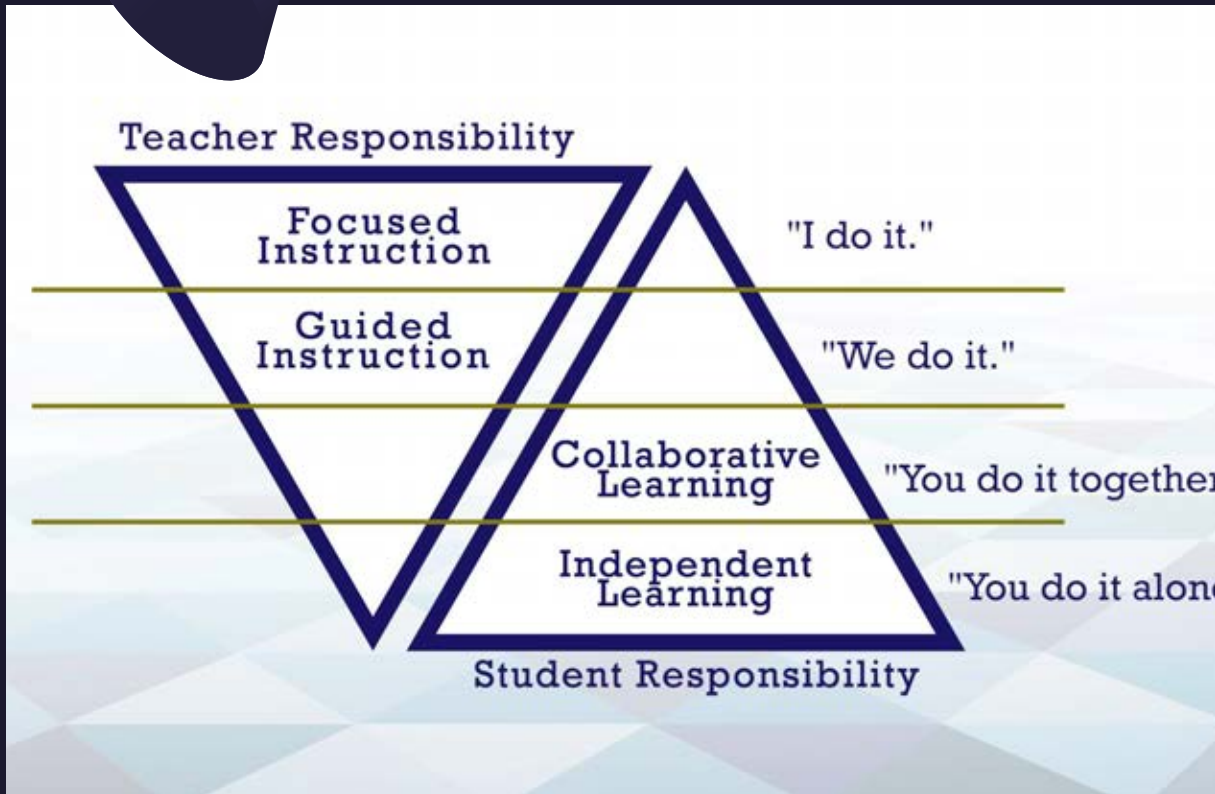 Teacher Responsibility
Focused
Instruction
"I do it."
Guided
Instruction
"We do it."
Collaborative
Learning
"You do it together
Independent
Learning
"You do it alon
Student Responsibility